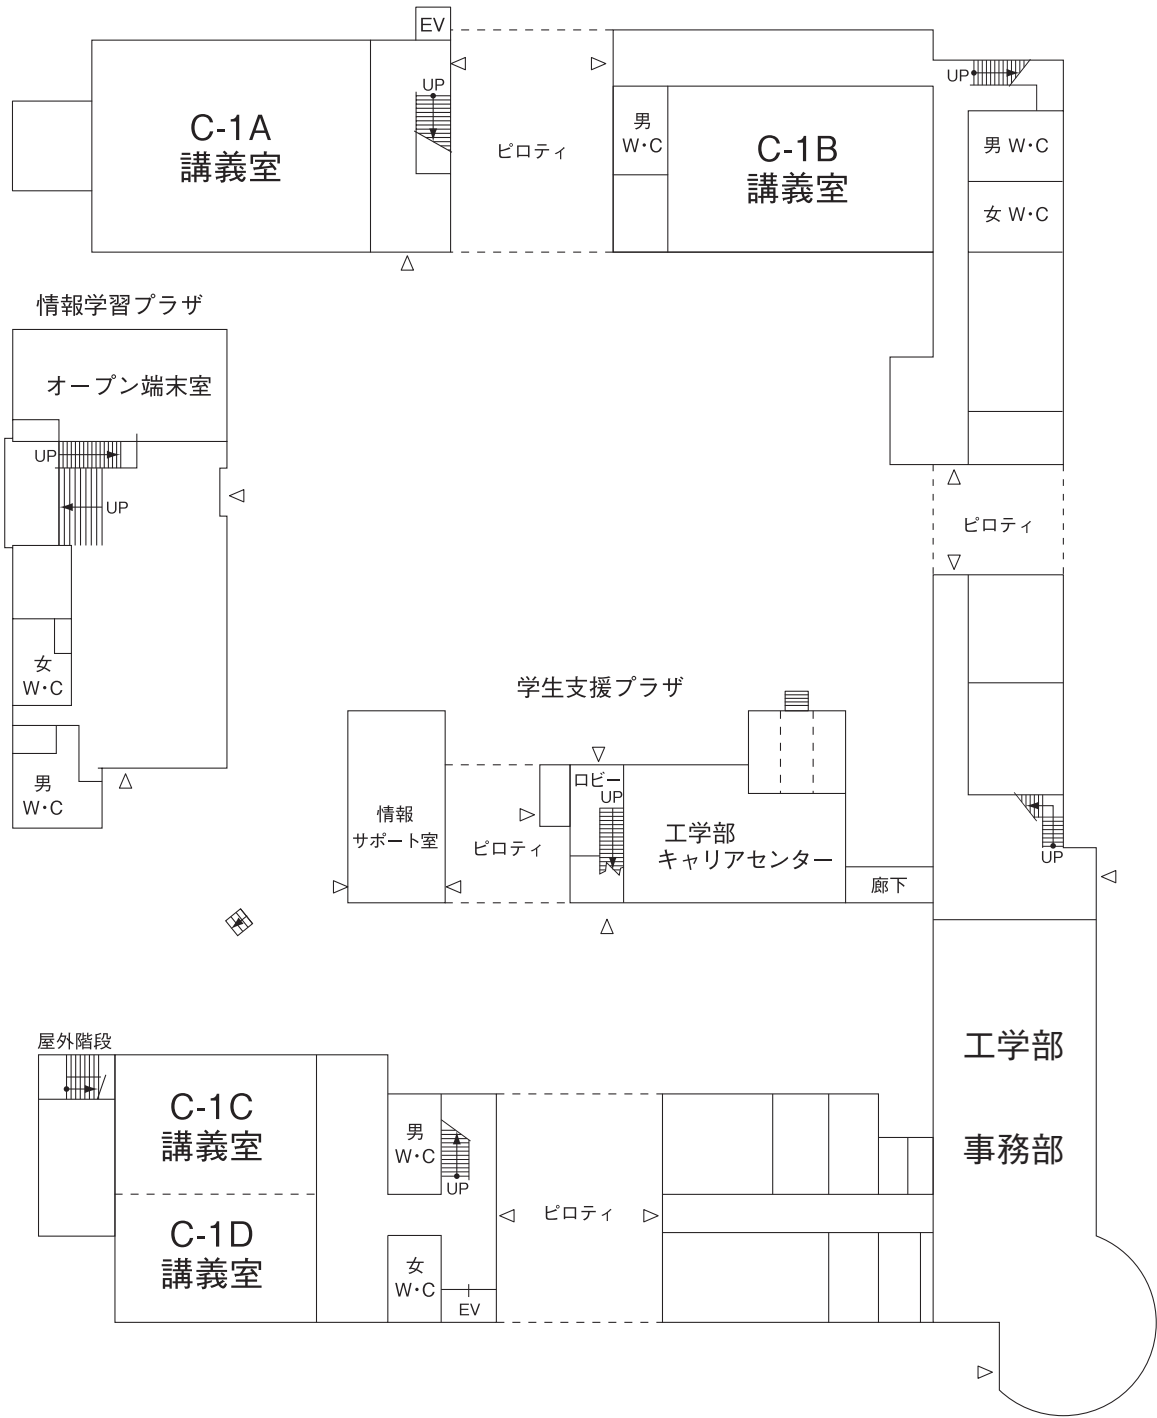 EV
UP
C-1A
講義室
ピロティ
男
W・C
C-1B
講義室
UP
男 W・C
女 W・C
情報学習プラザ
オープン端末室
UP
UP
女
W・C
男
W・C
ピロティ
学生支援プラザ
ロビー
UP
情報
サポート室
ピロティ
工学部
キャリアセンター
廊下
UP
屋外階段
C-1C
講義室
C-1D
講義室
男
W・C
UP
女
W・C
EV
ピロティ
工学部
事務部